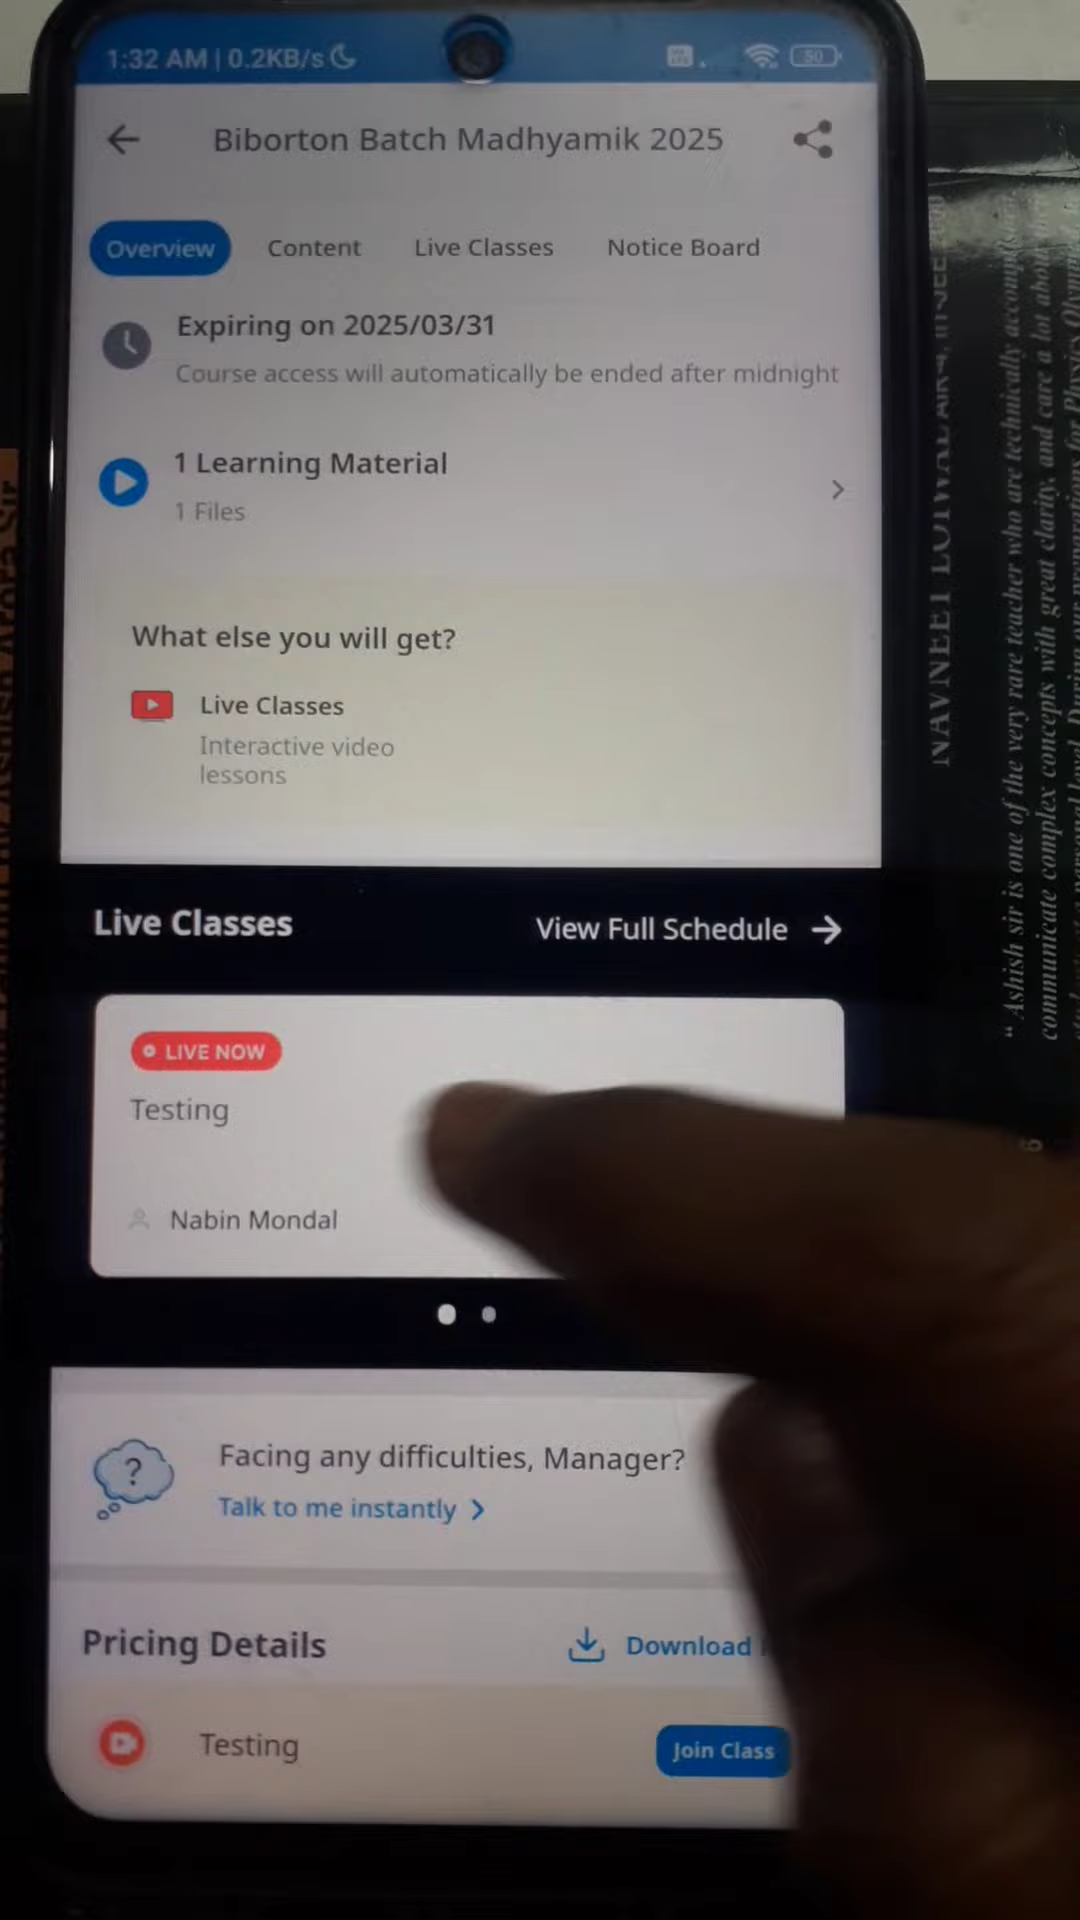 1:32 AM | 0.2KB/s
50
Biborton Batch Madhyamik 2025
Overview
Content
Live Classes
Notice Board
Expiring on 2025/03/31
Course access will automatically be ended after midnight
1 Learning Material
1 Files
What else you will get?
Live Classes
Interactive video
lessons
Live Classes
View Full Schedule
LIVE NOW
Testing
Nabin Mondal
Facing any difficulties, Manager?
Talk to me instantly
Pricing Details
Download
Testing
Join Class
NAVNEET
“ Ashish sir is one of the very rare teacher who are technically
communicate complex concepts with great clarity, and care a lot